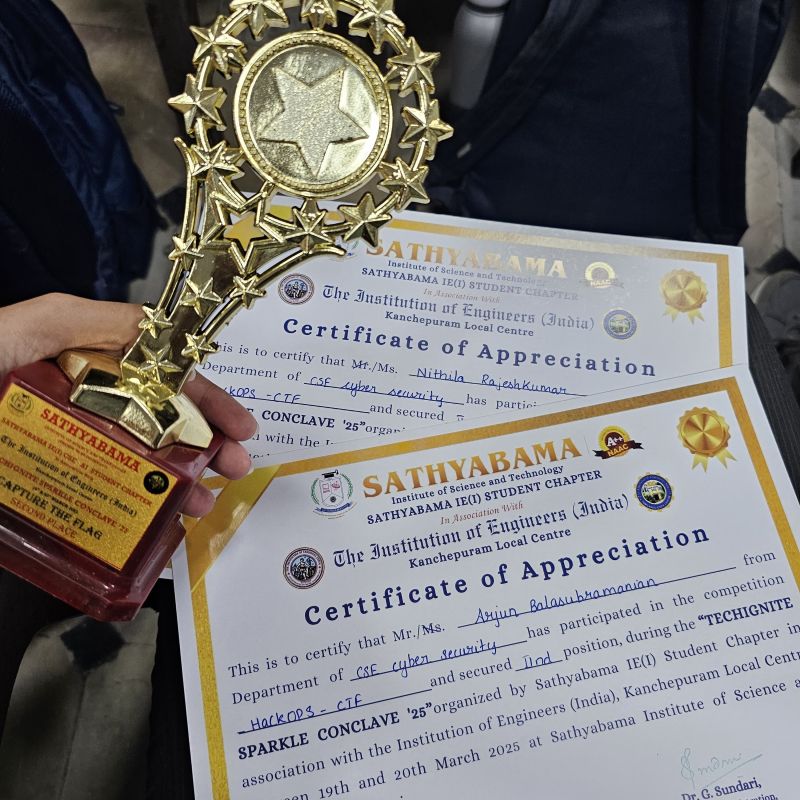 SATHYABAMA
SATHYABAMA IE(I) CSE A1 STUDENT CHAPTER
The Institution of Engineers (India)
TECHIGNITE SPARKLE CONCLAVE '25
CAPTURE THE FLAG
SECOND PLACE
SATHYABAMA
Institute of Science and Technology
SATHYABAMA IE(I) STUDENT CHAPTER
In Association With
NAAC
The Institution of Engineers (India)
Kanchepuram Local Centre
Certificate of Appreciation
This is to certify that Mr./Ms. Nithila RajeshKumar
Department of CSE cyber security has partici
HackOPS - CTF and secured
CONCLAVE '25" organ
with the
SATHYABAMA
Institute of Science and Technology
A++
NAAC
SATHYABAMA IE(I) STUDENT CHAPTER
In Association With
The Institution of Engineers (India)
Kanchepuram Local Centre
Certificate of Appreciation
This is to certify that Mr./Ms. Arjun Balasubramanian from
Department of CSE cyber security has participated in the competition
HackOPS - CTF and secured IInd position, during the "TECHIGNITE
SPARKLE CONCLAVE '25" organized by Sathyabama IE(I) Student Chapter in
association with the Institution of Engineers (India), Kanchepuram Local Centr
een 19th and 20th March 2025 at Sathyabama Institute of Science a
Dr. G. Sundari,